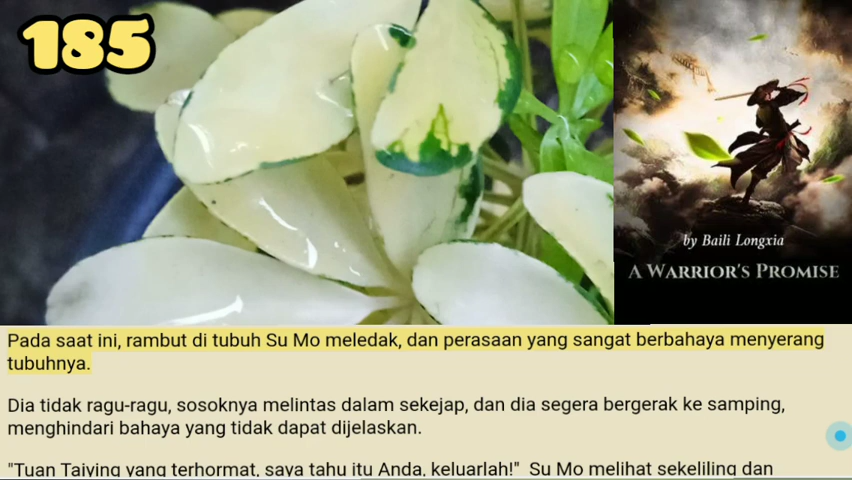 185
by Baili Longxia
A WARRIOR'S PROMISE
Pada saat ini, rambut di tubuh Su Mo meledak, dan perasaan yang sangat berbahaya menyerang
tubuhnya.
Dia tidak ragu-ragu, sosoknya melintas dalam sekejap, dan dia segera bergerak ke samping,
menghindari bahaya yang tidak dapat dijelaskan.
"Tuan Taiying yang terhormat, saya tahu itu Anda, keluarlah!" Su Mo melihat sekeliling dan